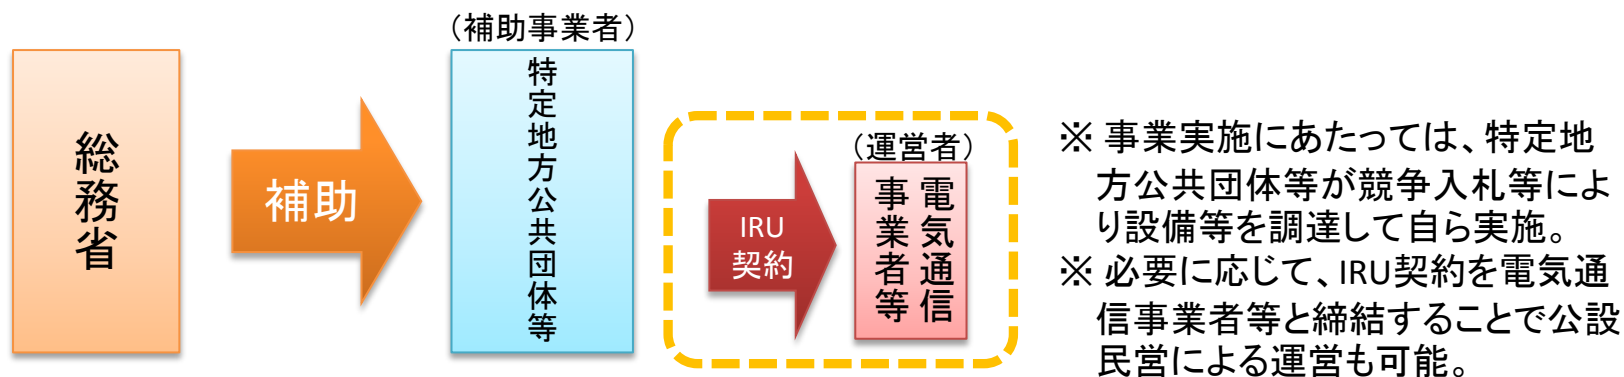 総務省
補助
（補助事業者）
特定地方公共団体等
IRU
契約
（運営者）
電気通信
事業者等
※ 事業実施にあたっては、特定地
方公共団体等が競争入札等によ
り設備等を調達して自ら実施。
※ 必要に応じて、IRU契約を電気通
信事業者等と締結することで公設
民営による運営も可能。